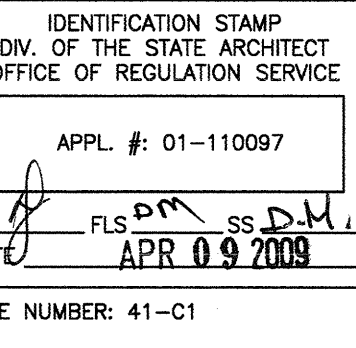 IDENTIFICATION STAMP
DIV. OF THE STATE ARCHITECT
OFFICE OF REGULATION SERVICE
APPL. #: 01-110097
FLS DM SS D.M.
APR 09 2009
NUMBER: 41-C1